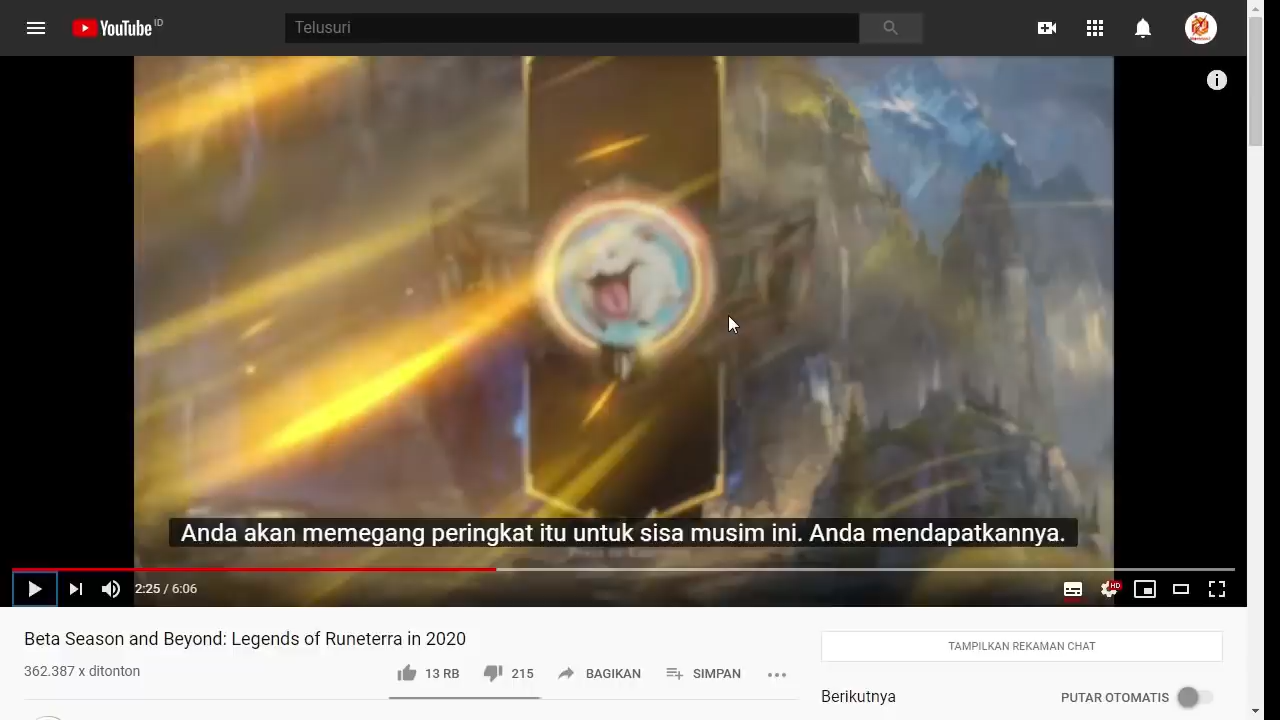 YouTube ID
Telusuri
Anda akan memegang peringkat itu untuk sisa musim ini. Anda mendapatkannya.
2:25 / 6:06
HD
Beta Season and Beyond: Legends of Runeterra in 2020
362.387 x ditonton
13 RB
215
BAGIKAN
SIMPAN
TAMPILKAN REKAMAN CHAT
Berikutnya
PUTAR OTOMATIS